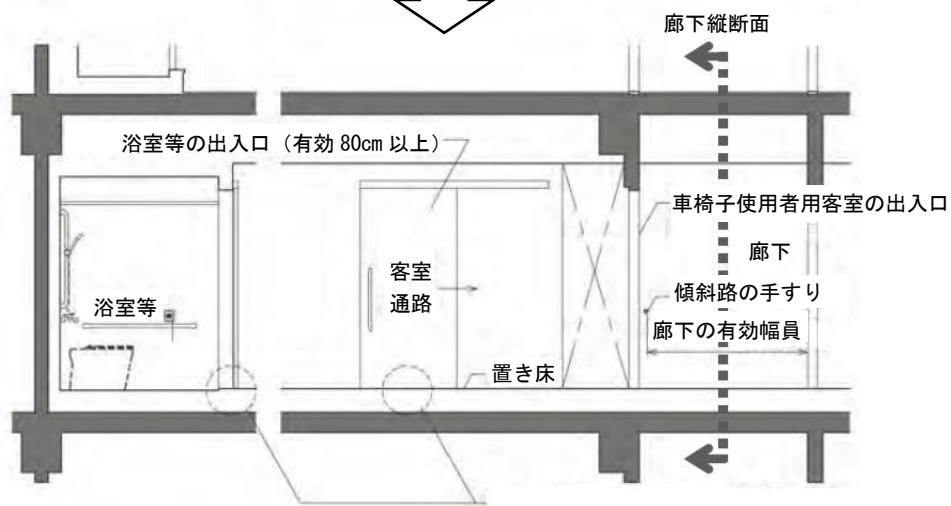 廊下縦断面
浴室等の出入口（有効 80cm 以上）
車椅子使用者用客室の出入口
廊下
客室
通路
傾斜路の手すり
浴室等
廊下の有効幅員
置き床